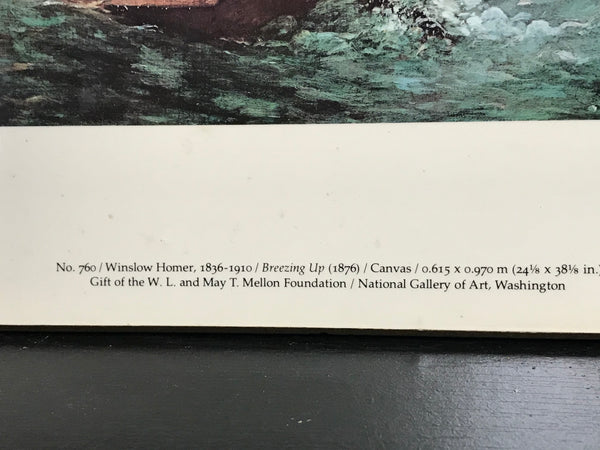 No. 760 / Winslow Homer, 1836-1910 / Breezing Up (1876) / Canvas / 0.615 x 0.970 m (24⅛ x 38⅛ in.)
Gift of the W. L. and May T. Mellon Foundation / National Gallery of Art, Washington